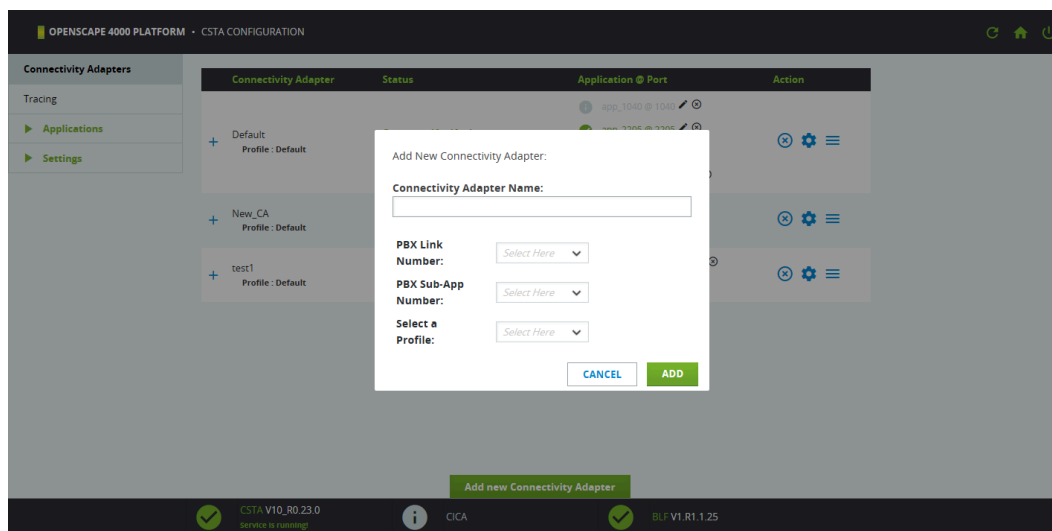 OPENSCAPE 4000 PLATFORM • CSTA CONFIGURATION
Connectivity Adapters
Tracing
Applications
Settings
Connectivity Adapter Status Application @ Port Action
app_1040 @ 1040
app_2205 @ 2205
Default
Profile : Default
New_CA
Profile : Default
test1
Profile : Default
Add New Connectivity Adapter:
Connectivity Adapter Name:
PBX Link
Number:
Select Here
PBX Sub-App
Number:
Select Here
Select a
Profile:
Select Here
CANCEL ADD
Add new Connectivity Adapter
CSTA V10_R0.23.0
service is running!
CICA
BLF V1.R1.1.25